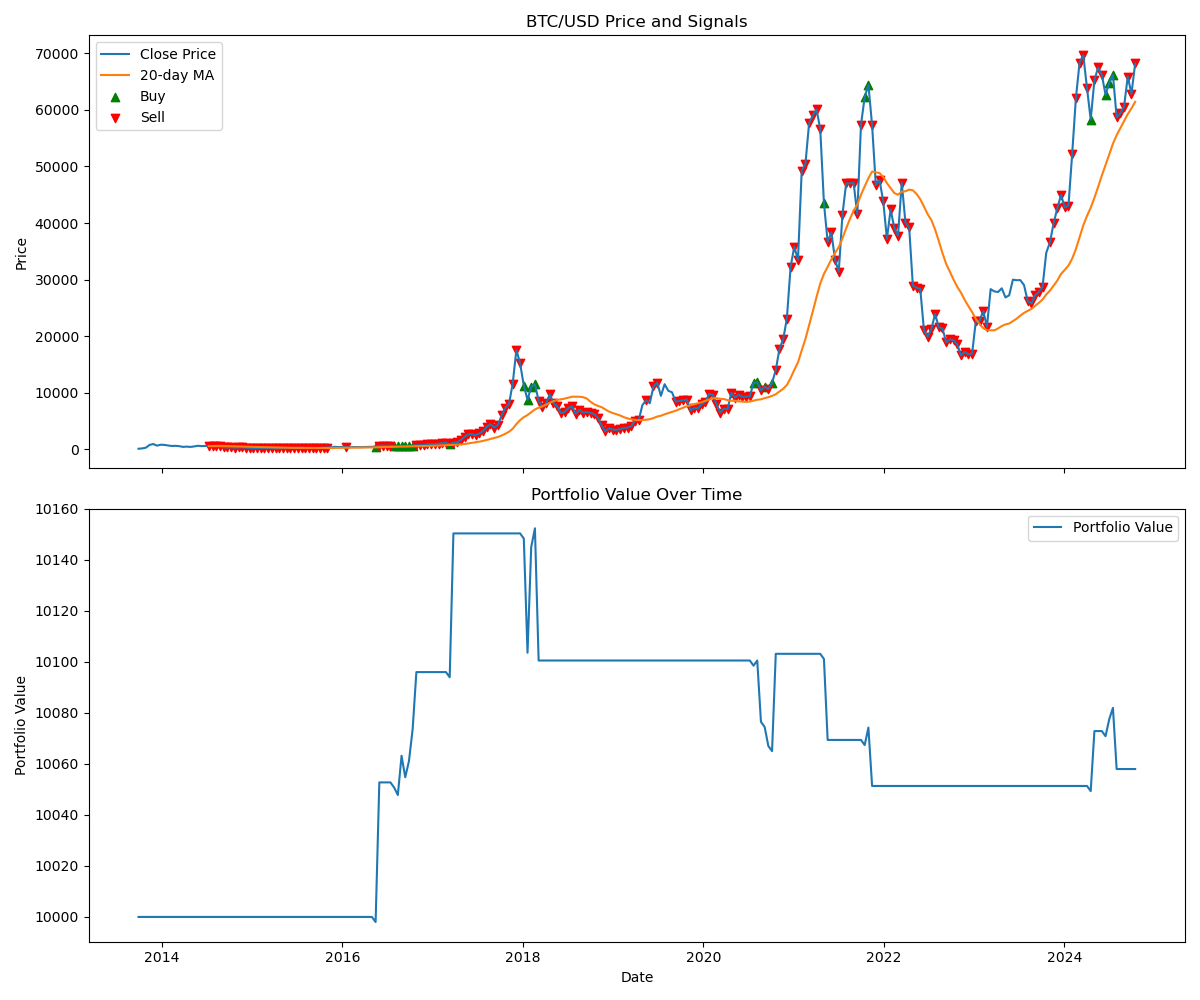 BTC/USD Price and Signals
Close Price
20-day MA
Buy
Sell
Price
70000
60000
50000
40000
30000
20000
10000
0
Portfolio Value Over Time
Portfolio Value
Portfolio Value
10160
10140
10120
10100
10080
10060
10040
10020
10000
2014 2016 2018 2020 2022 2024
Date